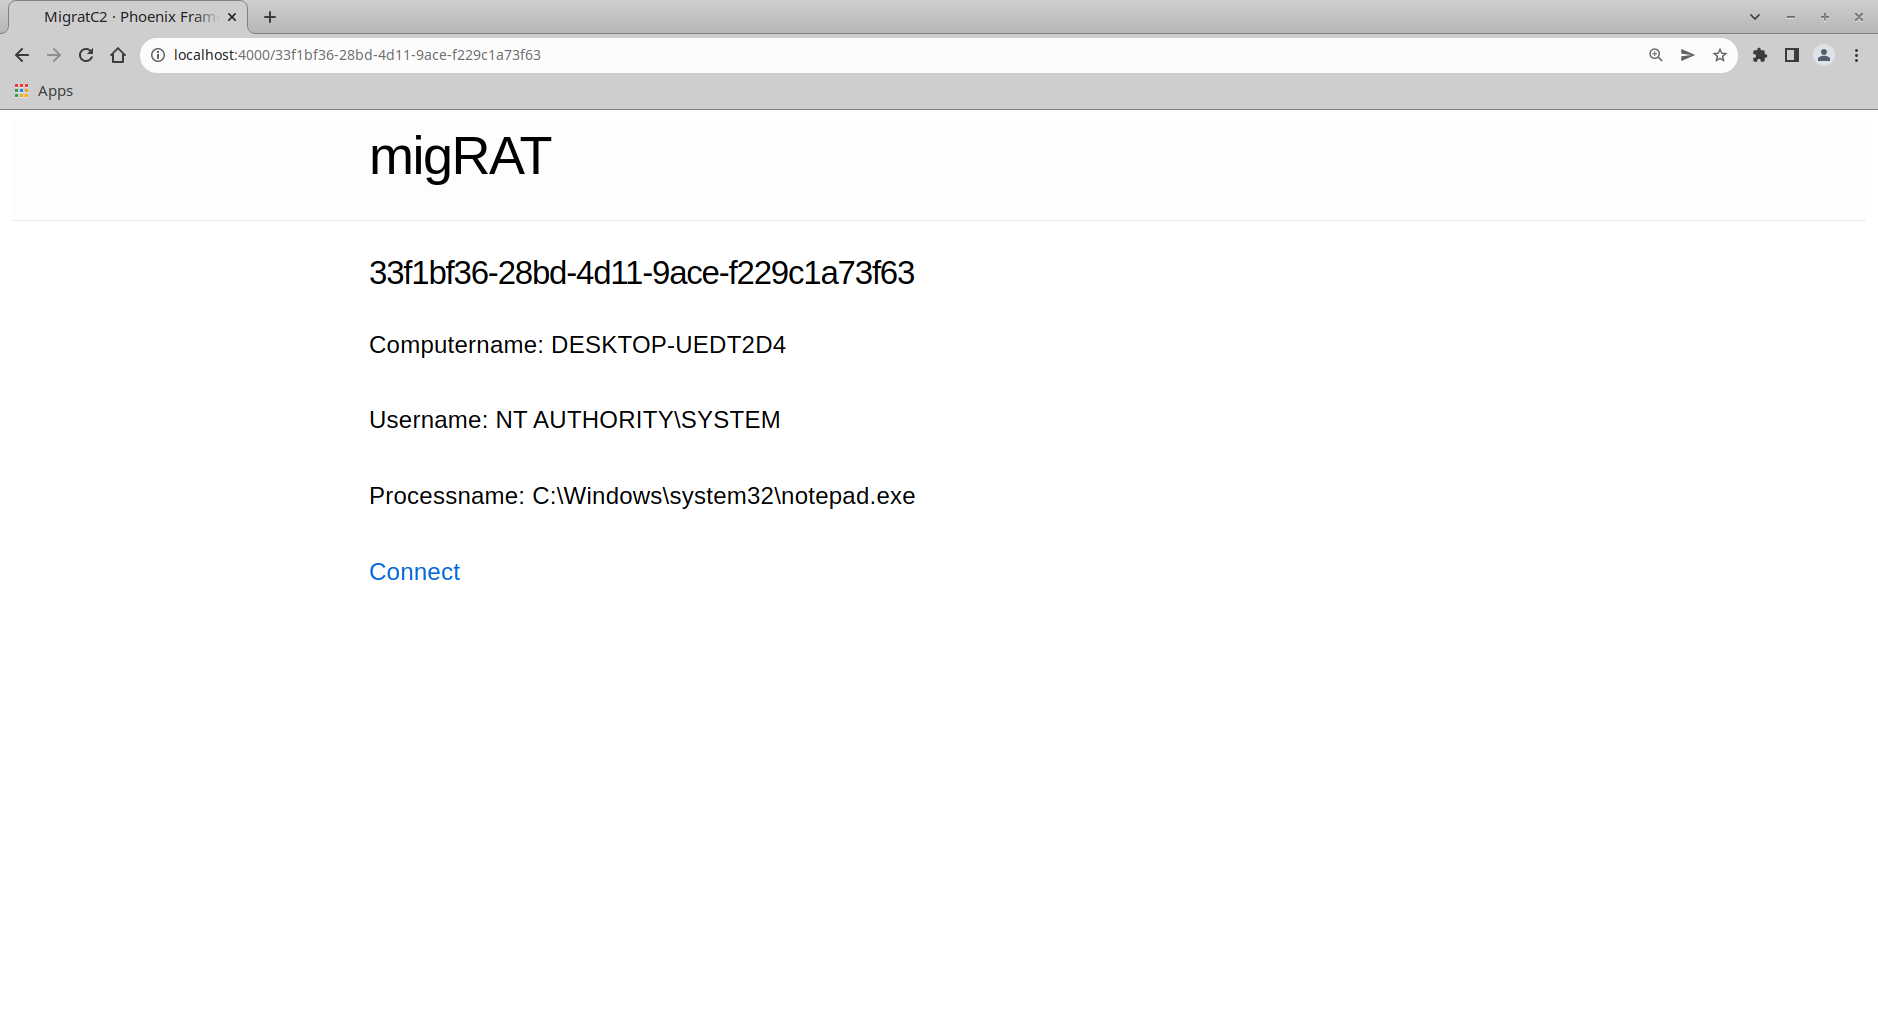 MigratC2 · Phoenix Fram
localhost:4000/33f1bf36-28bd-4d11-9ace-f229c1a73f63
Apps
migRAT
33f1bf36-28bd-4d11-9ace-f229c1a73f63
Computername: DESKTOP-UEDT2D4
Username: NT AUTHORITY\SYSTEM
Processname: C:\Windows\system32\notepad.exe
Connect